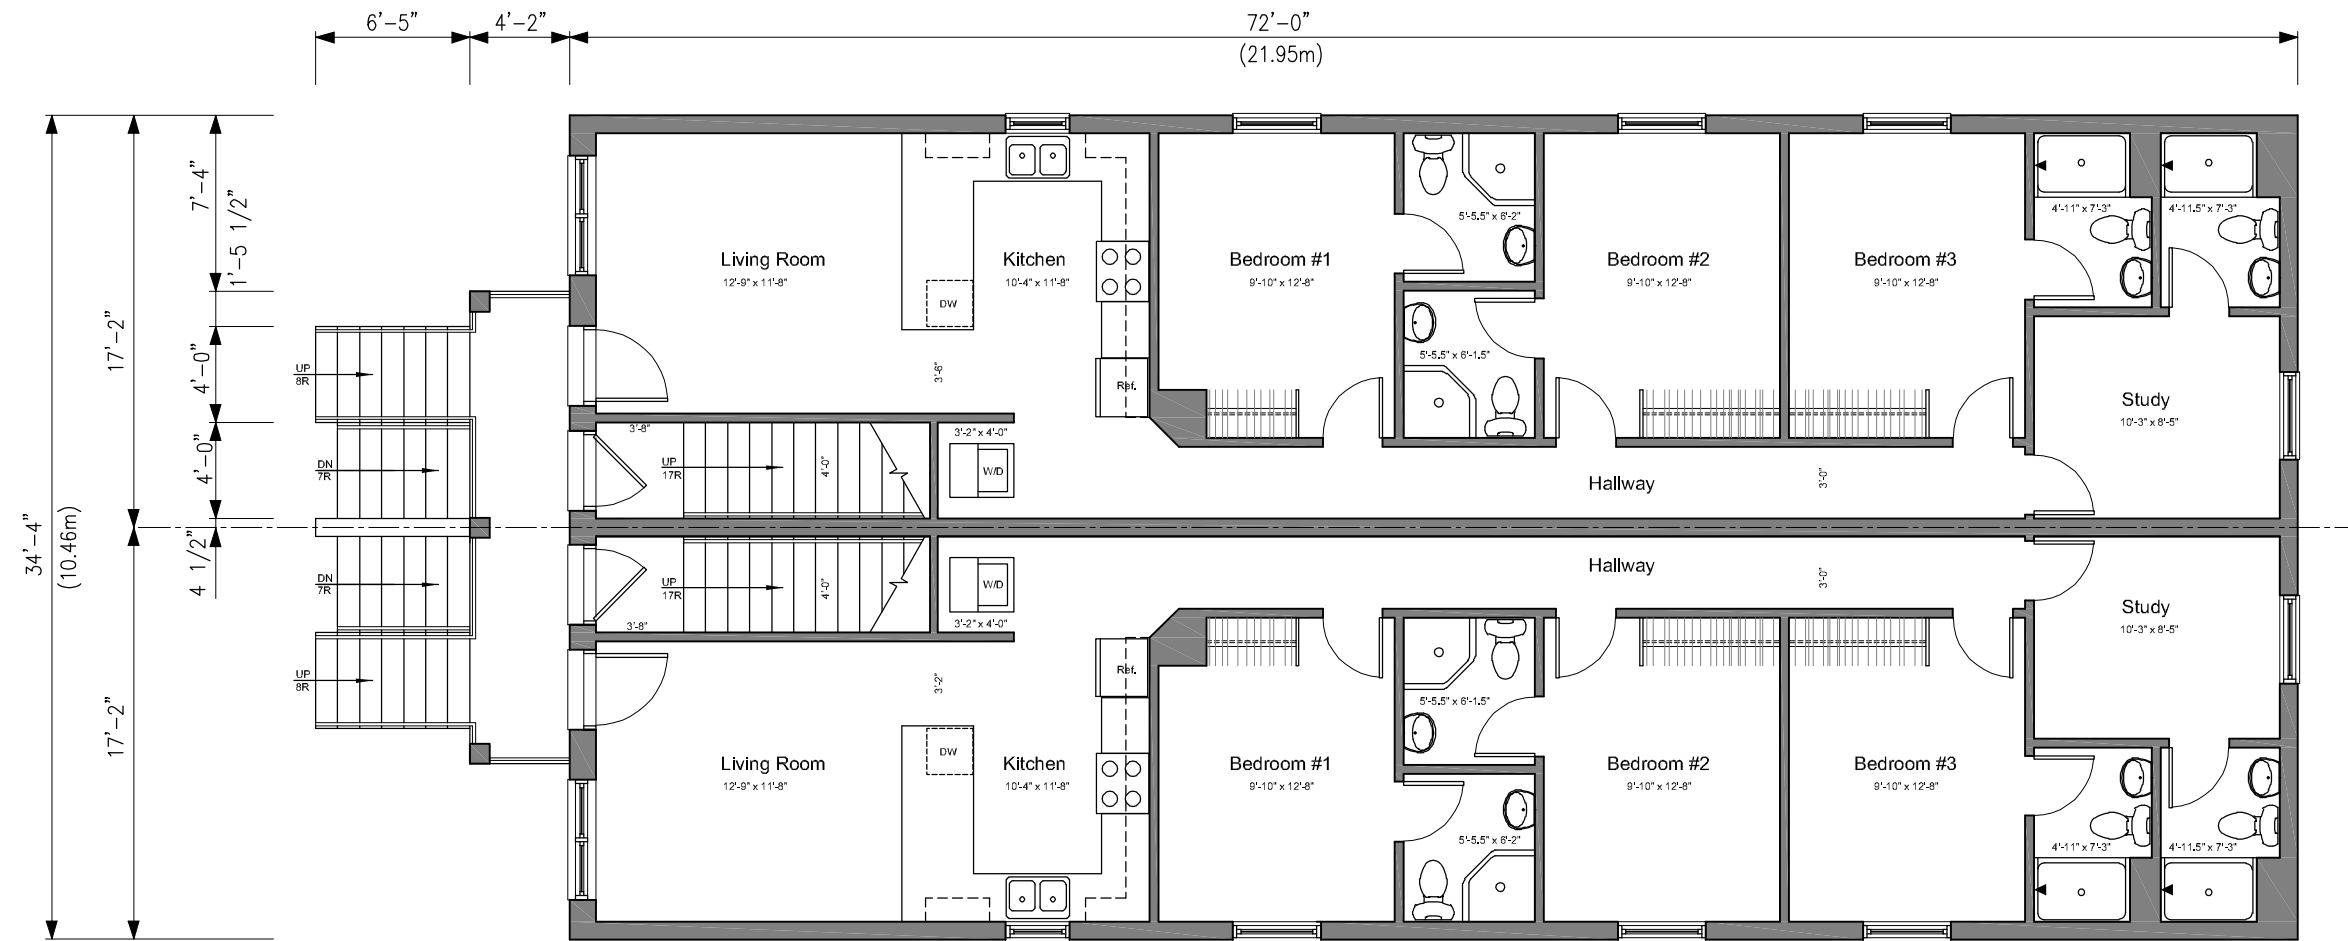 6'-5" 4'-2" 72'-0"
(21.95m)
7'-4"
1'-5 1/2"
17'-2"
4'-0"
4'-0"
34'-4"
(10.46m)
4 1/2"
17'-2"
5'-5.5" x 6'-2"
4'-11" x 7'-3"
4'-11.5" x 7'-3"
Living Room
12'-9" x 11'-8"
Kitchen
10'-4" x 11'-8"
Bedroom #1
9'-10" x 12'-8"
Bedroom #2
9'-10" x 12'-8"
Bedroom #3
9'-10" x 12'-8"
DW
5'-5.5" x 6'-1.5"
UP
8R
3'-6"
Ref.
Study
10'-3" x 8'-5"
3'-8"
3'-2" x 4'-0"
DN
7R
UP
17R
4'-0"
W/D
Hallway
3'-0"
DN
7R
UP
17R
4'-0"
W/D
Hallway
3'-0"
3'-8"
3'-2" x 4'-0"
Study
10'-3" x 8'-5"
UP
8R
3'-2"
Ref.
5'-5.5" x 6'-1.5"
DW
Living Room
12'-9" x 11'-8"
Kitchen
10'-4" x 11'-8"
Bedroom #1
9'-10" x 12'-8"
Bedroom #2
9'-10" x 12'-8"
Bedroom #3
9'-10" x 12'-8"
5'-5.5" x 6'-2"
4'-11" x 7'-3"
4'-11.5" x 7'-3"